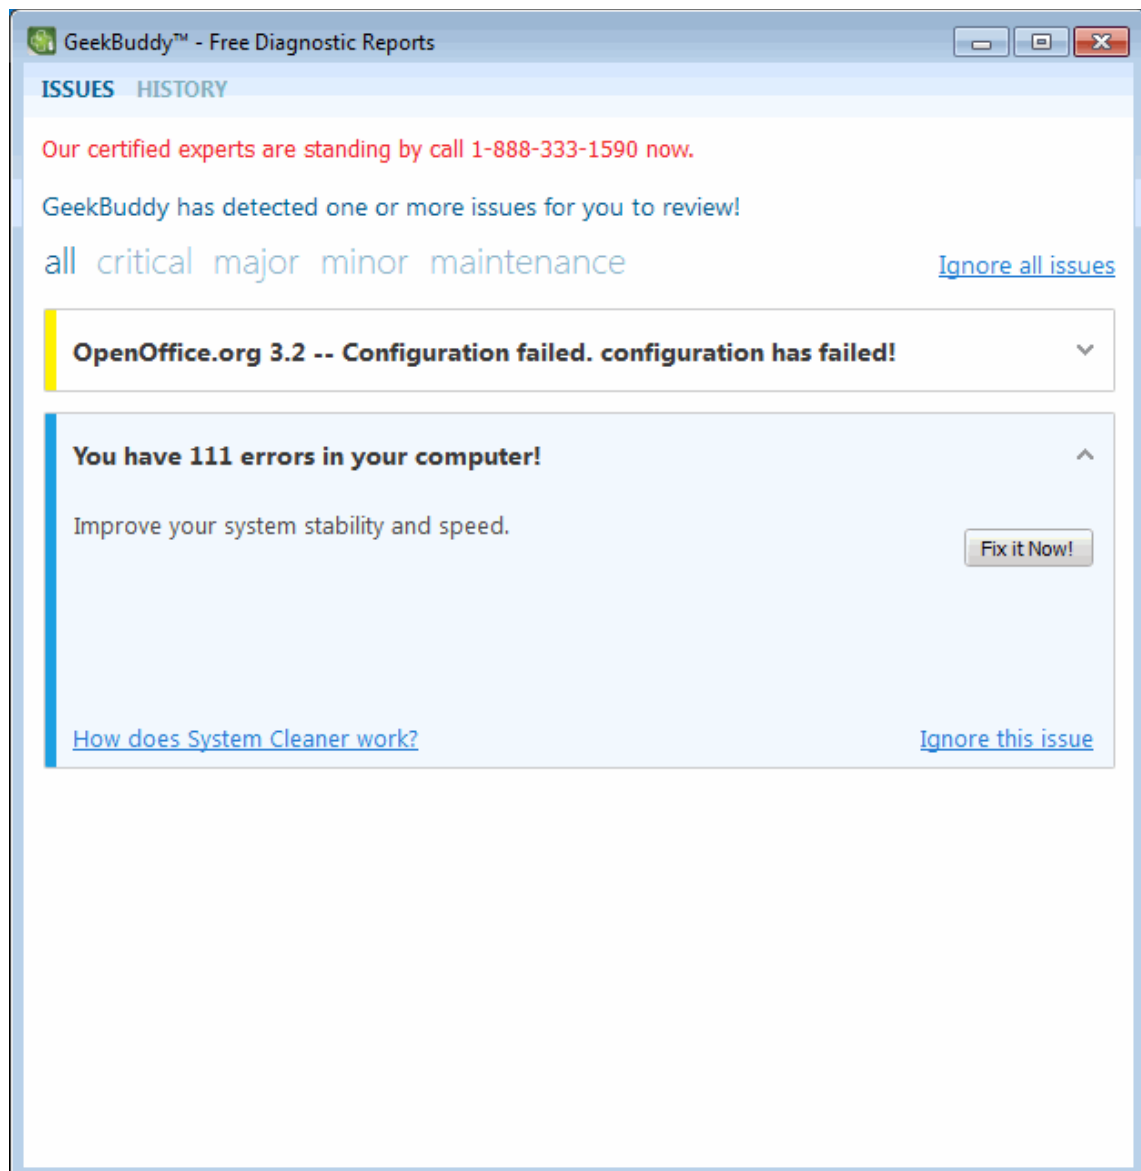 GeekBuddy™ - Free Diagnostic Reports
ISSUES HISTORY
Our certified experts are standing by call 1-888-333-1590 now.
GeekBuddy has detected one or more issues for you to review!
all critical major minor maintenance Ignore all issues
OpenOffice.org 3.2 -- Configuration failed. configuration has failed!
You have 111 errors in your computer!
Improve your system stability and speed.
Fix it Now!
How does System Cleaner work? Ignore this issue